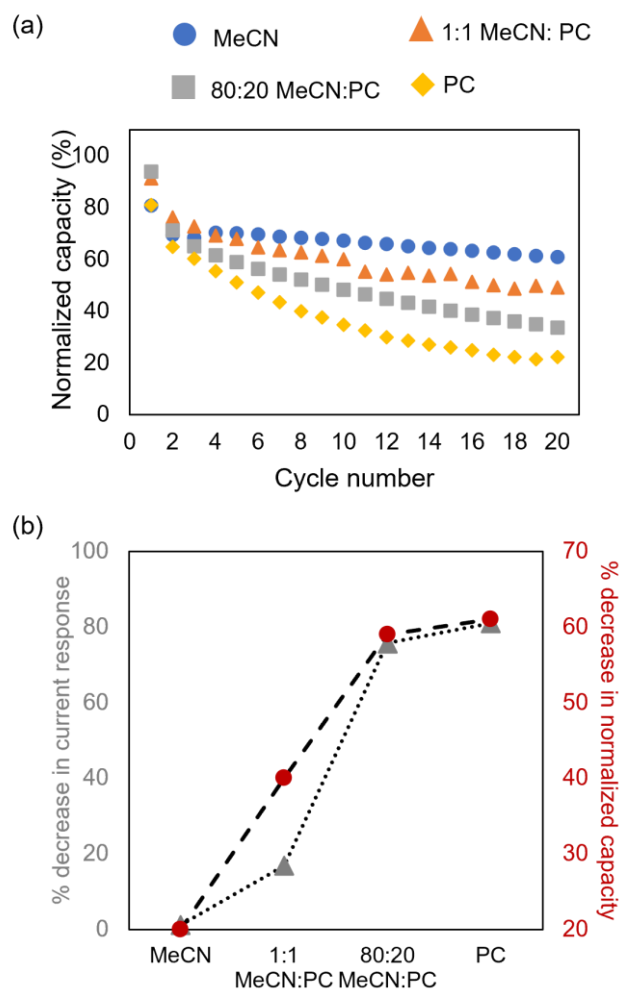 (a)
MeCN
1:1 MeCN: PC
80:20 MeCN:PC
PC
Normalized capacity (%)
100
80
60
40
20
0
0 2 4 6 8 10 12 14 16 18 20
Cycle number
(b)
% decrease in current response
100
80
60
40
20
0
% decrease in normalized capacity
70
60
50
40
30
20
MeCN 1:1 80:20 PC
MeCN:PC MeCN:PC